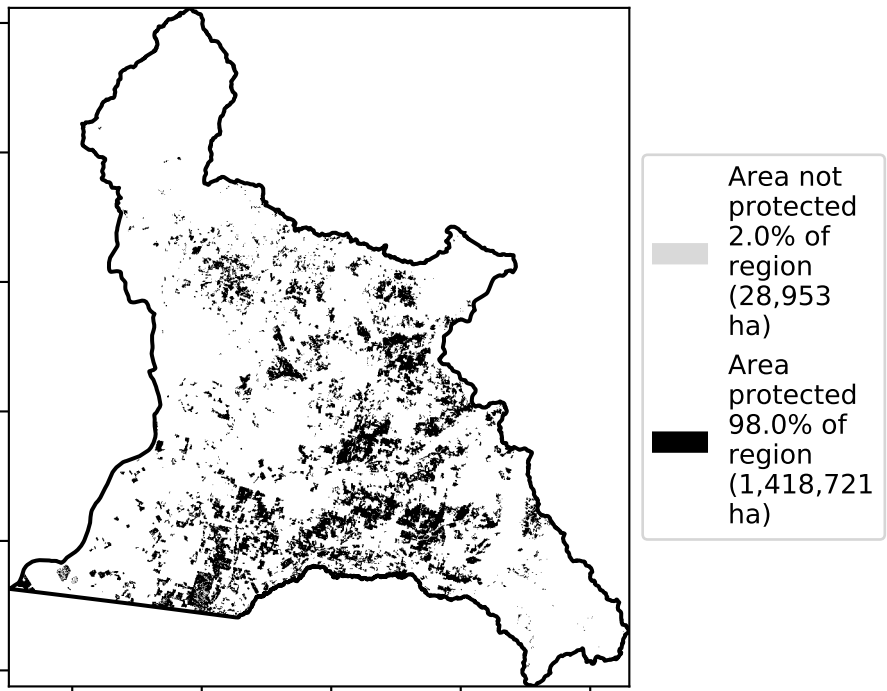 Area not
protected
2.0% of
region
(28,953
ha)
Area
protected
98.0% of
region
(1,418,721
ha)